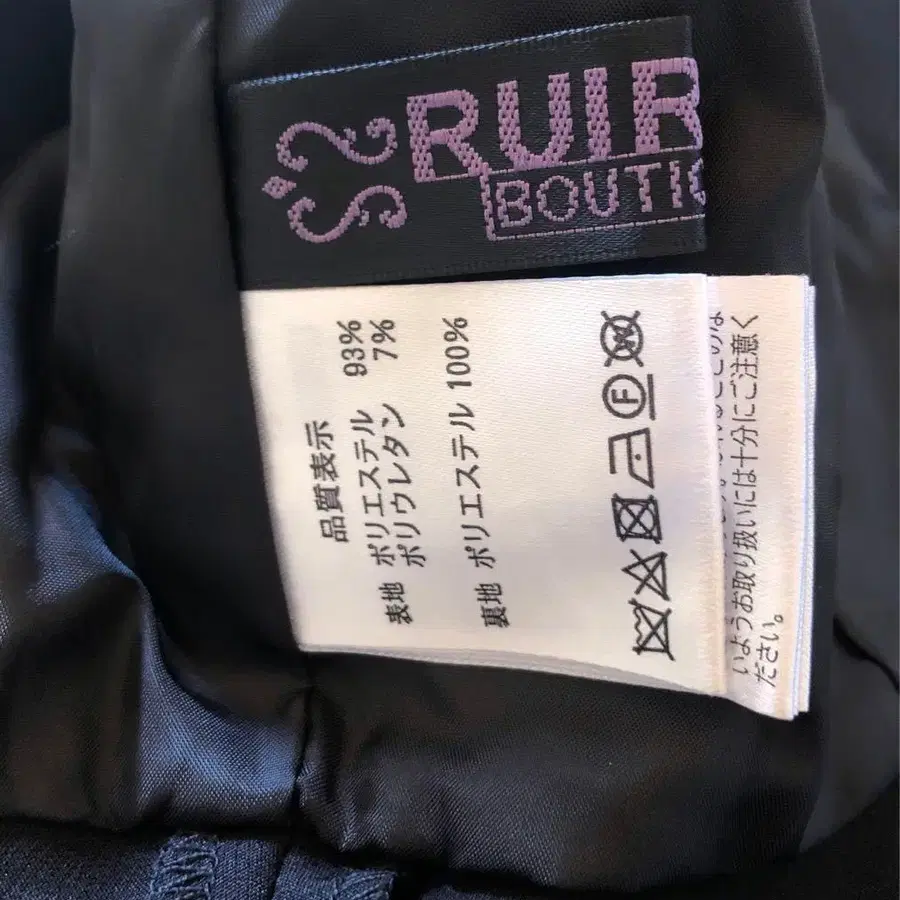 RUIR
BOUTIC
品質表示
表地 ポリエステル 93%
ポリウレタン 7%
裏地 ポリエステル 100%
F
W
いようお取り扱いには十分にご注意く
ださい。